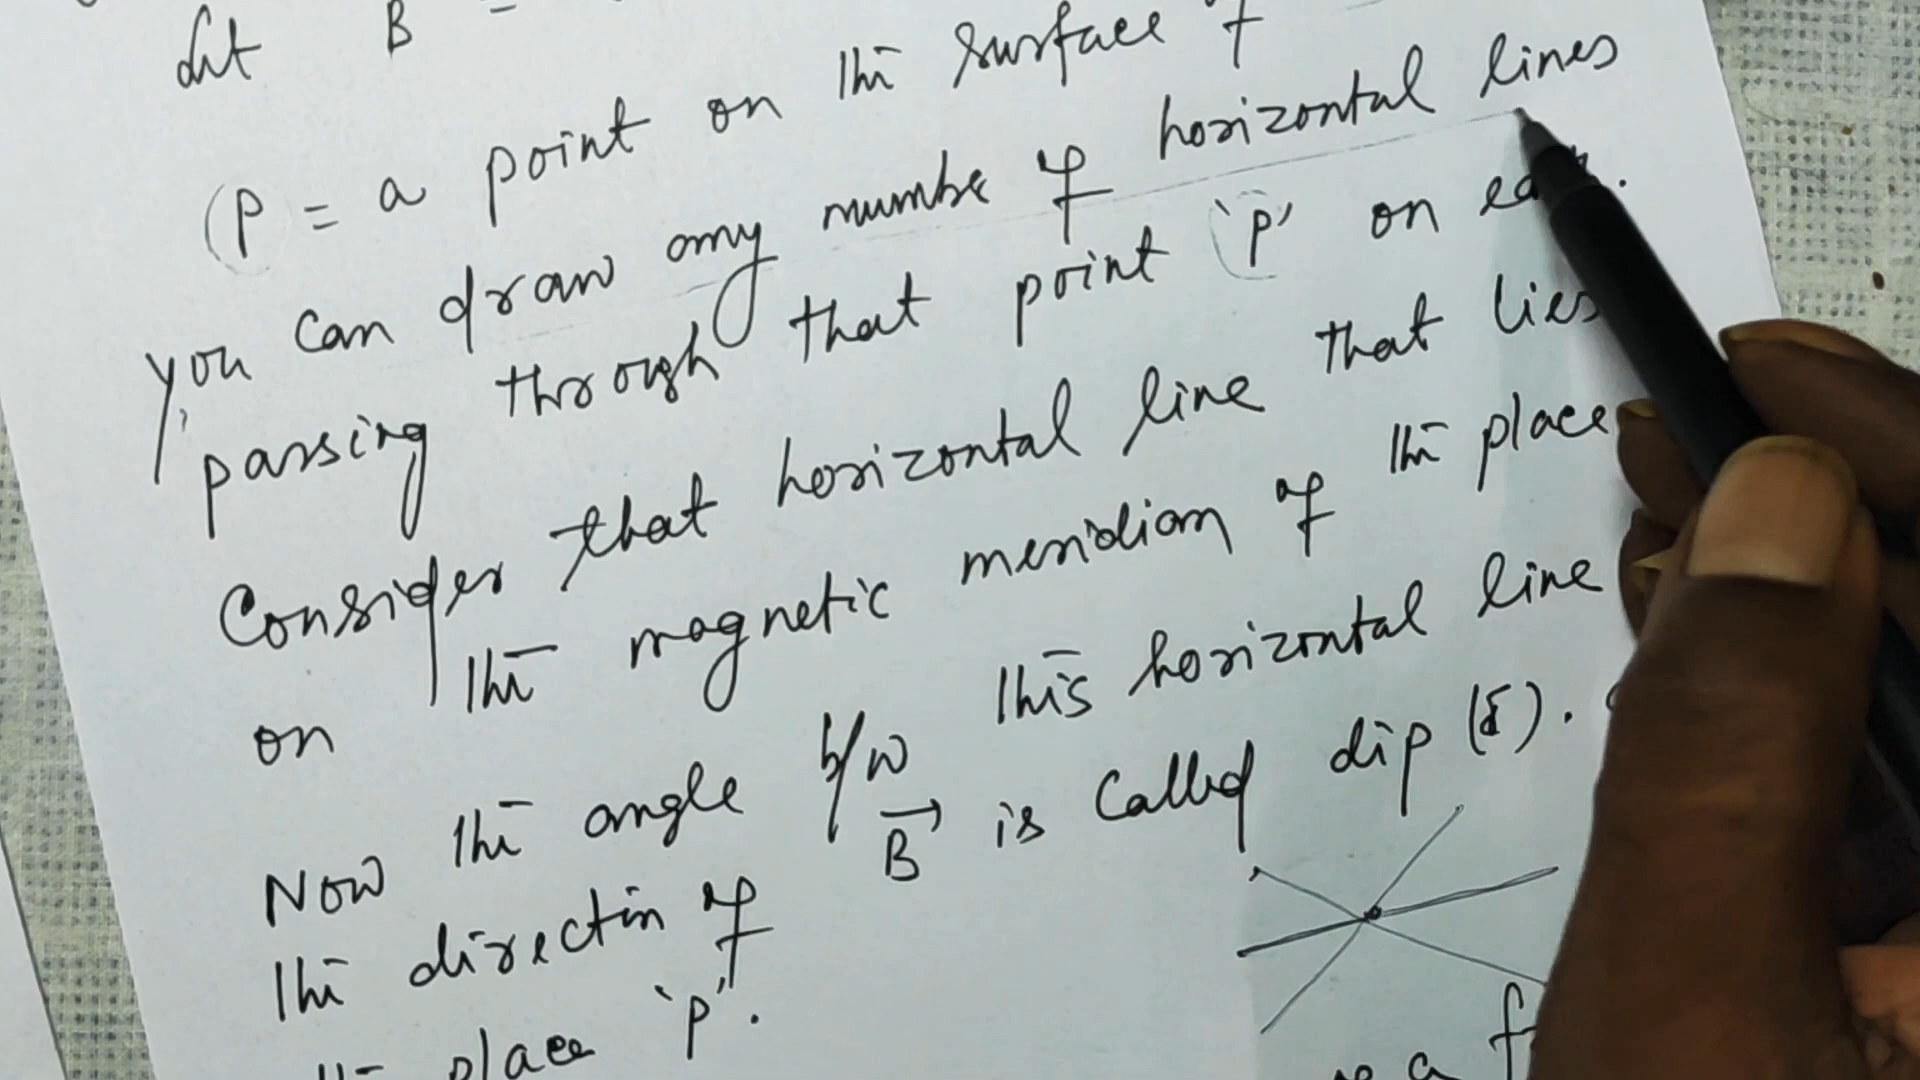 Let B =
(P = a point on the surface of
you can draw any number of horizontal lines
passing through that point 'P' on
Consider that horizontal line that lies
on the magnetic meridian of the place
Now the angle b/w this horizontal line
the direction of B is called dip (δ).
the place 'P'.